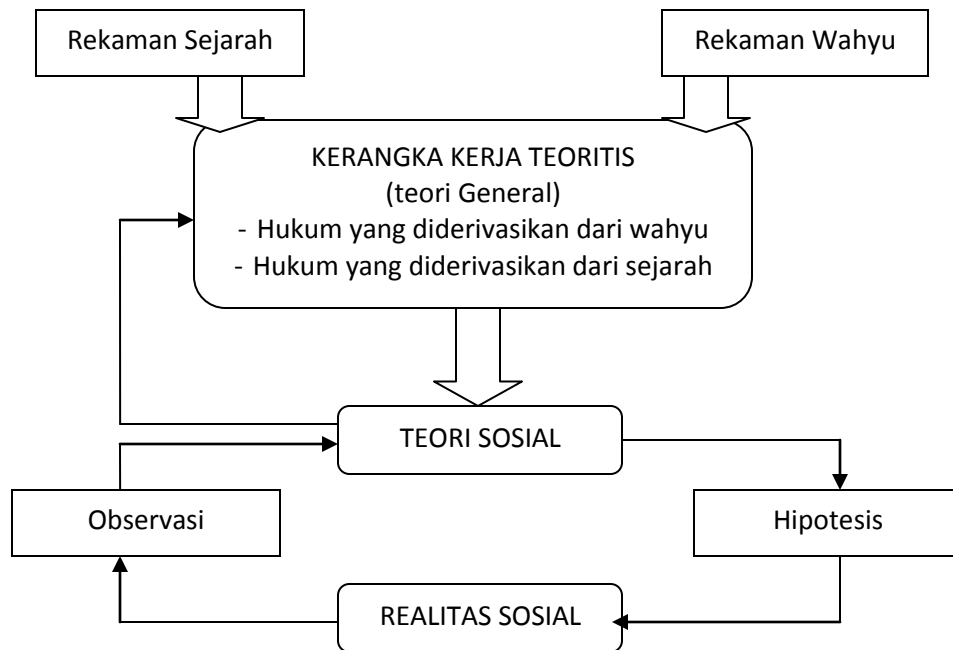 Rekaman Sejarah
Rekaman Wahyu
KERANGKA KERJA TEORITIS
(teori General)
- Hukum yang diderivasikan dari wahyu
- Hukum yang diderivasikan dari sejarah
TEORI SOSIAL
Observasi
Hipotesis
REALITAS SOSIAL